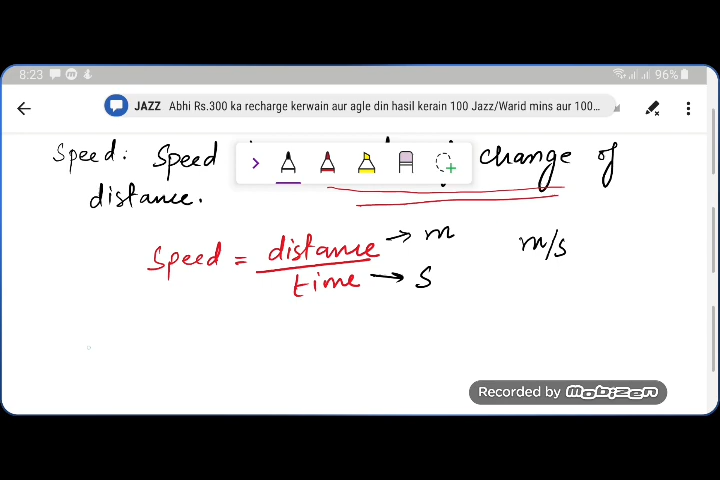 8:23 96%
JAZZ Abhi Rs.300 ka recharge kerwain aur agle din hasil kerain 100 Jazz/Warid mins aur 100...
Speed: Speed change of
distance.
Speed = distance → m m/s
time → s
Recorded by mobizen